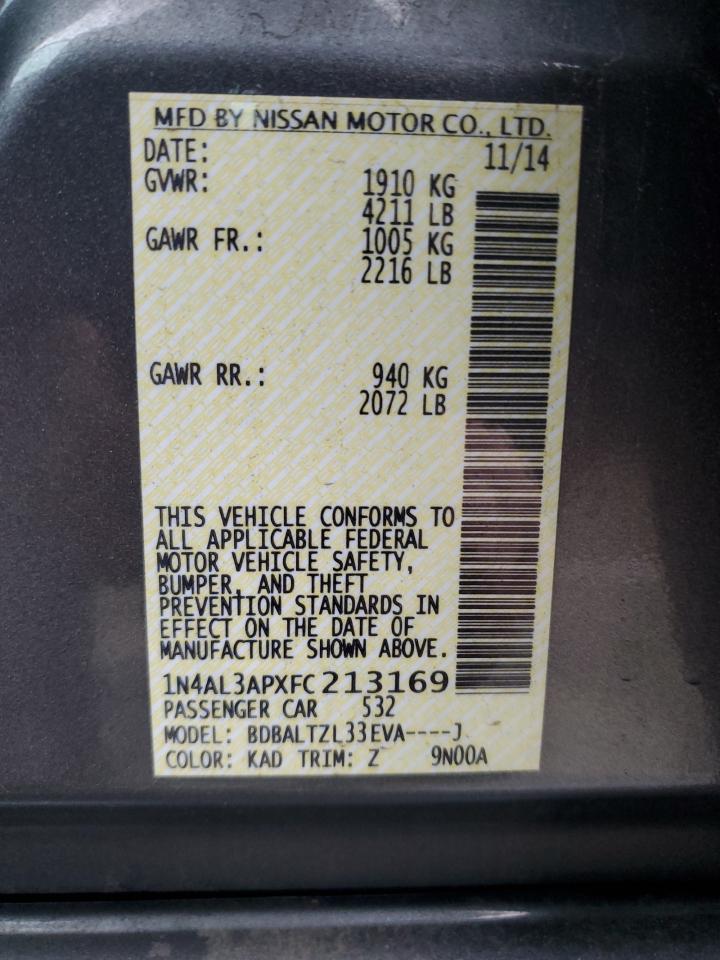 MFD BY NISSAN MOTOR CO., LTD.
DATE: 11/14
GVWR: 1910 KG
4211 LB
GAWR FR.: 1005 KG
2216 LB
GAWR RR.: 940 KG
2072 LB
THIS VEHICLE CONFORMS TO
ALL APPLICABLE FEDERAL
MOTOR VEHICLE SAFETY,
BUMPER, AND THEFT
PREVENTION STANDARDS IN
EFFECT ON THE DATE OF
MANUFACTURE SHOWN ABOVE.
1N4AL3APXFC213169
PASSENGER CAR 532
MODEL: BDBALTZL33EVA----J
COLOR: KAD TRIM: Z 9N00A